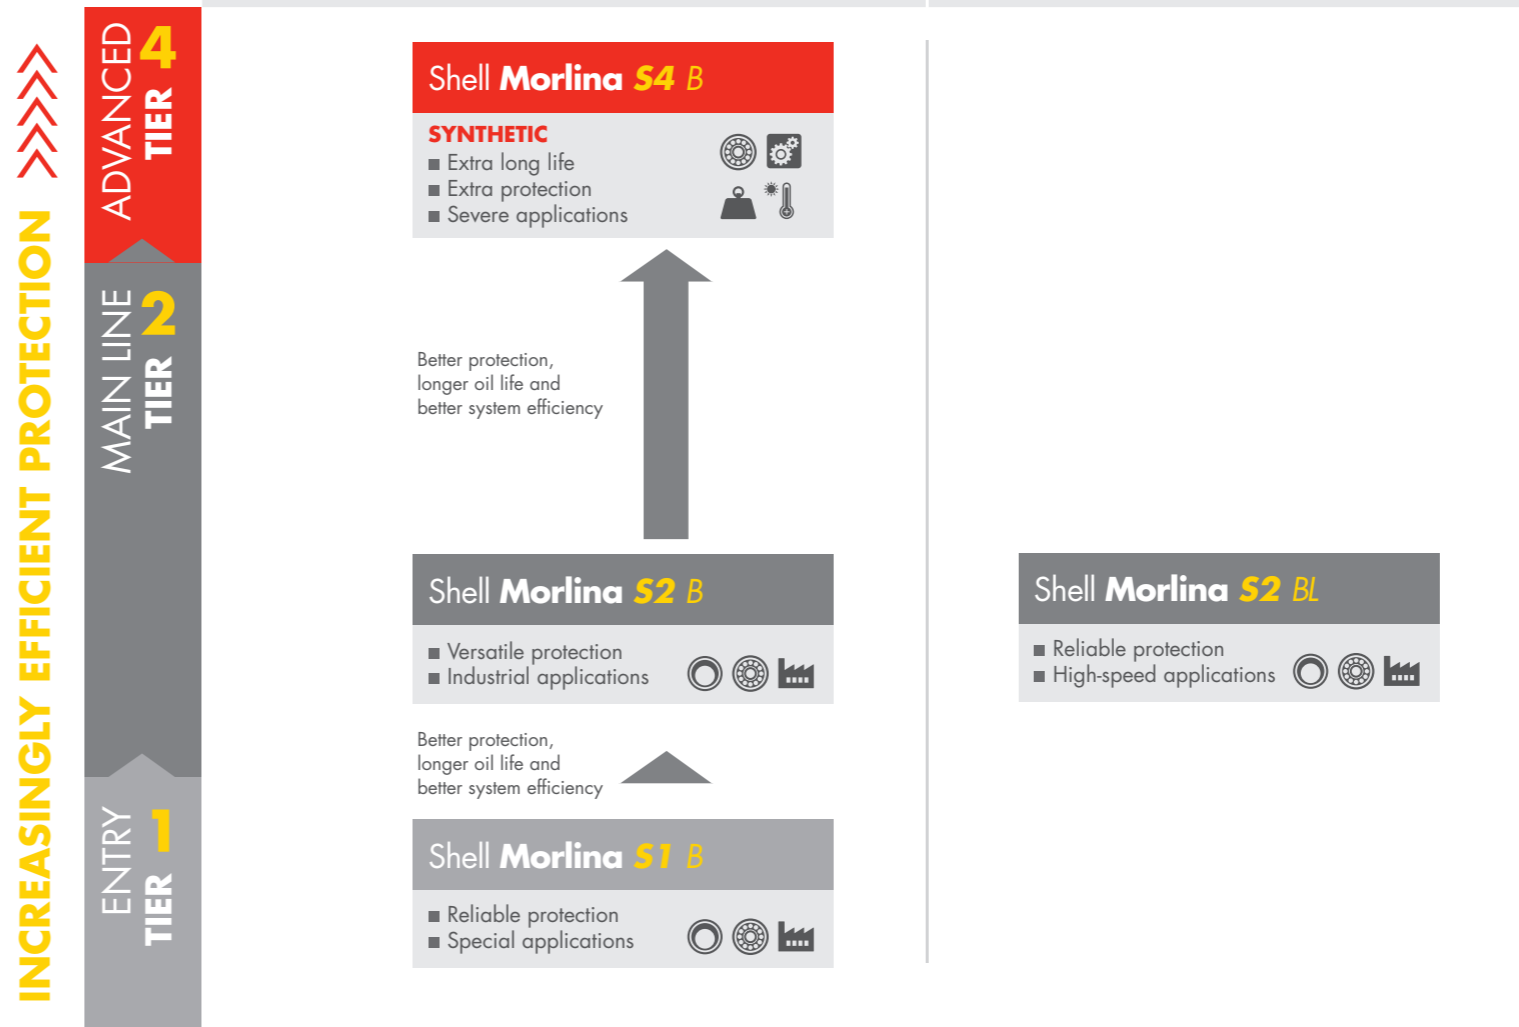 INCREASINGLY EFFICIENT PROTECTION
ADVANCED
TIER 4
MAIN LINE
TIER 2
ENTRY
TIER 1
Shell Morlina S4 B
SYNTHETIC
Extra long life
Extra protection
Severe applications
Better protection,
longer oil life and
better system efficiency
Shell Morlina S2 B
Versatile protection
Industrial applications
Better protection,
longer oil life and
better system efficiency
Shell Morlina S1 B
Reliable protection
Special applications
Shell Morlina S2 BL
Reliable protection
High-speed applications